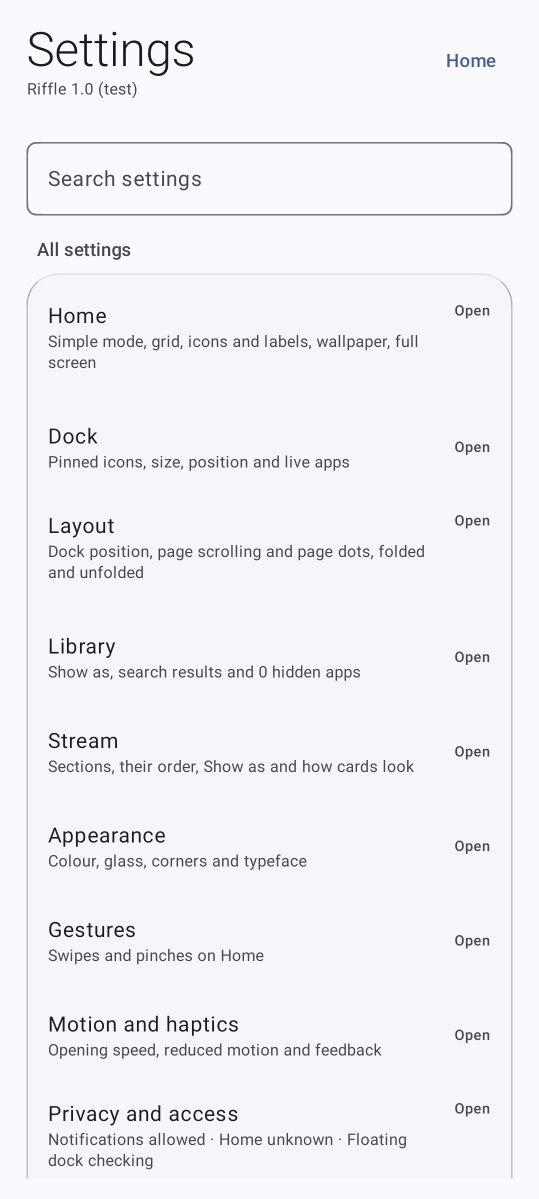 Settings
Home
Riffle 1.0 (test)
Search settings
All settings
Home
Open
Simple mode, grid, icons and labels, wallpaper, full
screen
Dock
Open
Pinned icons, size, position and live apps
Layout
Open
Dock position, page scrolling and page dots, folded
and unfolded
Library
Open
Show as, search results and 0 hidden apps
Stream
Open
Sections, their order, Show as and how cards look
Appearance
Open
Colour, glass, corners and typeface
Gestures
Open
Swipes and pinches on Home
Motion and haptics
Open
Opening speed, reduced motion and feedback
Privacy and access
Open
Notifications allowed · Home unknown · Floating
dock checking